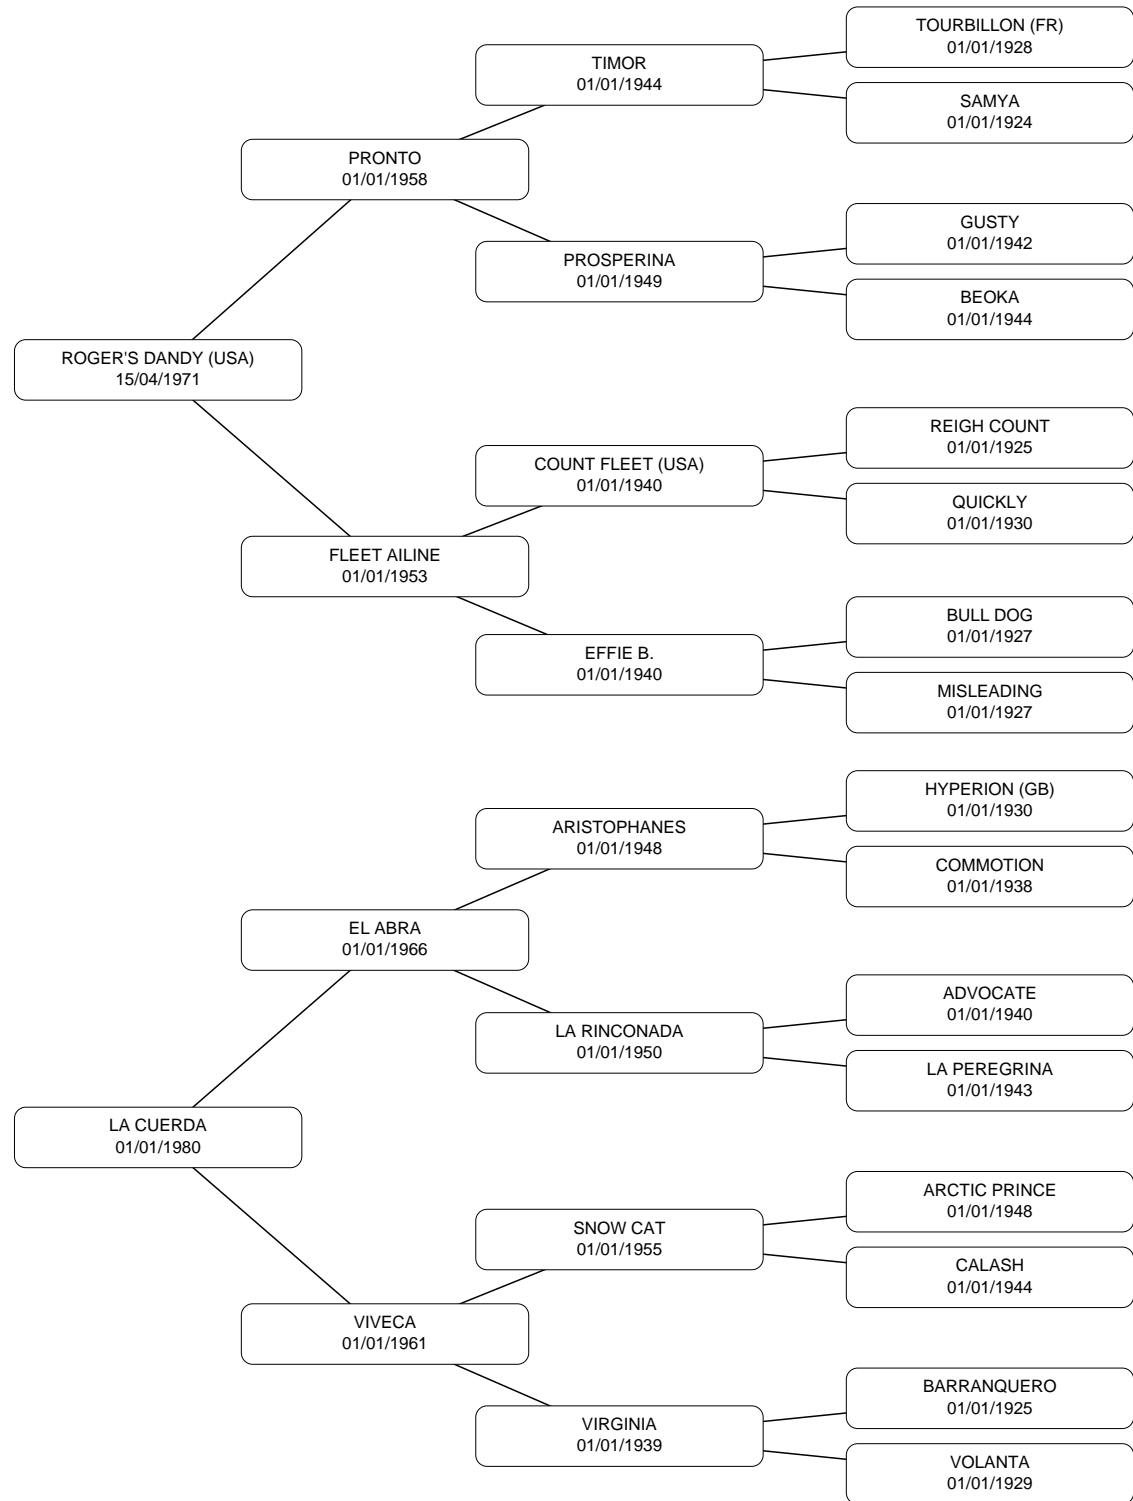 TOURBILLON (FR)
01/01/1928
TIMOR
01/01/1944
SAMYA
01/01/1924
PRONTO
01/01/1958
GUSTY
01/01/1942
PROSPERINA
01/01/1949
BEOKA
01/01/1944
ROGER'S DANDY (USA)
15/04/1971
REIGH COUNT
01/01/1925
COUNT FLEET (USA)
01/01/1940
QUICKLY
01/01/1930
FLEET AILINE
01/01/1953
BULL DOG
01/01/1927
EFFIE B.
01/01/1940
MISLEADING
01/01/1927
HYPERION (GB)
01/01/1930
ARISTOPHANES
01/01/1948
COMMOTION
01/01/1938
EL ABRA
01/01/1966
ADVOCATE
01/01/1940
LA RINCONADA
01/01/1950
LA PEREGRINA
01/01/1943
LA CUERDA
01/01/1980
ARCTIC PRINCE
01/01/1948
SNOW CAT
01/01/1955
CALASH
01/01/1944
VIVECA
01/01/1961
BARRANQUERO
01/01/1925
VIRGINIA
01/01/1939
VOLANTA
01/01/1929